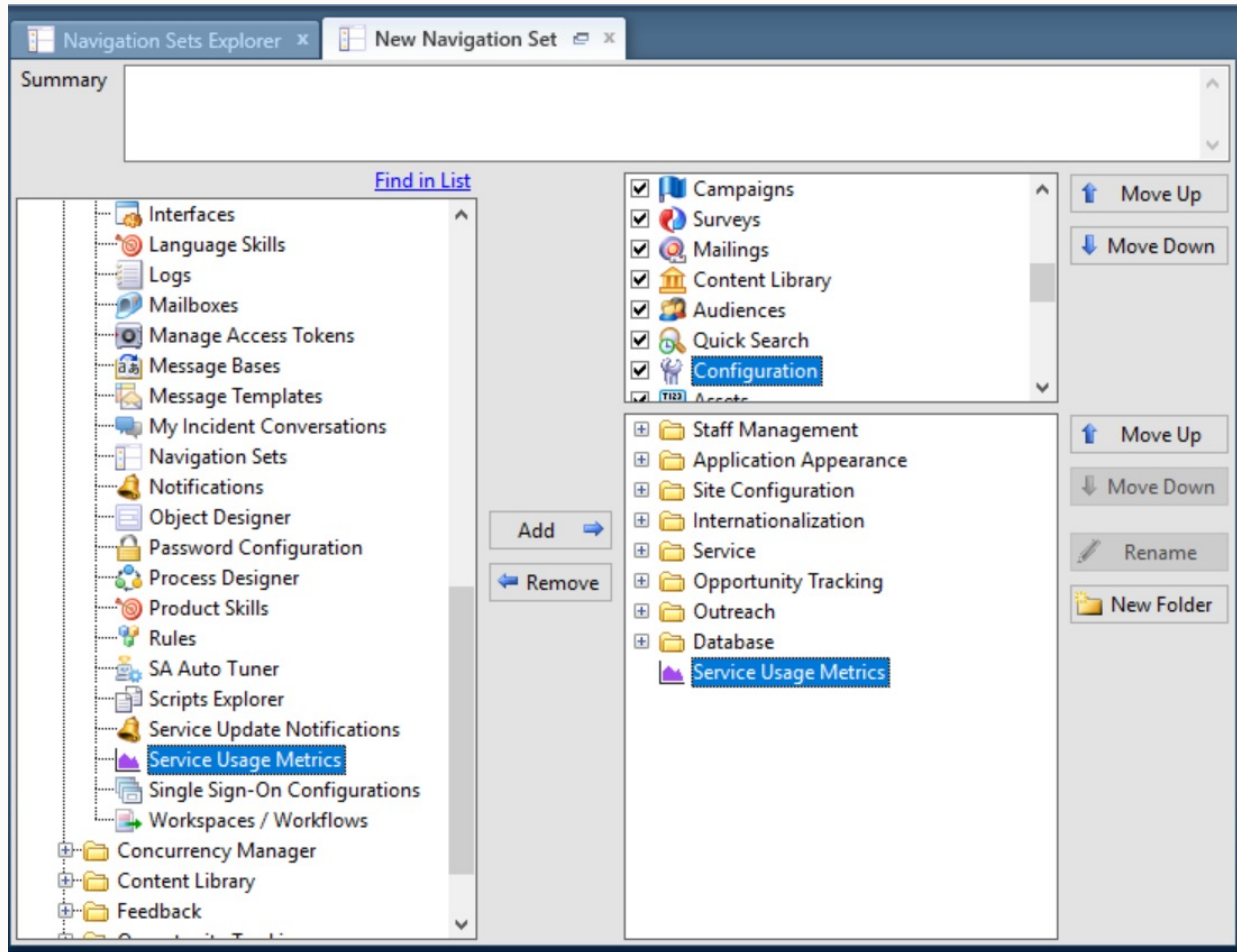 Navigation Sets Explorer
New Navigation Set
Summary
Find in List
Interfaces
Language Skills
Logs
Mailboxes
Manage Access Tokens
Message Bases
Message Templates
My Incident Conversations
Navigation Sets
Notifications
Object Designer
Password Configuration
Process Designer
Product Skills
Rules
SA Auto Tuner
Scripts Explorer
Service Update Notifications
Service Usage Metrics
Single Sign-On Configurations
Workspaces / Workflows
Concurrency Manager
Content Library
Feedback
Add
Remove
Campaigns
Surveys
Mailings
Content Library
Audiences
Quick Search
Configuration
Assets
Move Up
Move Down
Staff Management
Application Appearance
Site Configuration
Internationalization
Service
Opportunity Tracking
Outreach
Database
Service Usage Metrics
Move Up
Move Down
Rename
New Folder